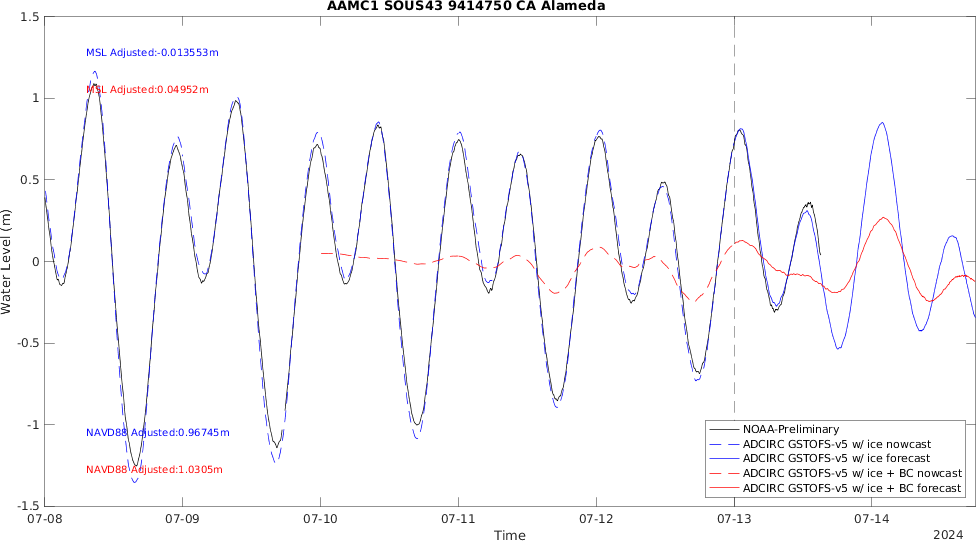 AAMC1 SOUS43 9414750 CA Alameda
1.5
1
0.5
0
-0.5
-1
-1.5
Water Level (m)
MSL Adjusted:-0.013553m
MSL Adjusted:0.04952m
NAVD88 Adjusted:0.96745m
NAVD88 Adjusted:1.0305m
NOAA-Preliminary
ADCIRC GSTOFS-v5 w/ ice nowcast
ADCIRC GSTOFS-v5 w/ ice forecast
ADCIRC GSTOFS-v5 w/ ice + BC nowcast
ADCIRC GSTOFS-v5 w/ ice + BC forecast
07-08 07-09 07-10 07-11 07-12 07-13 07-14
Time
2024